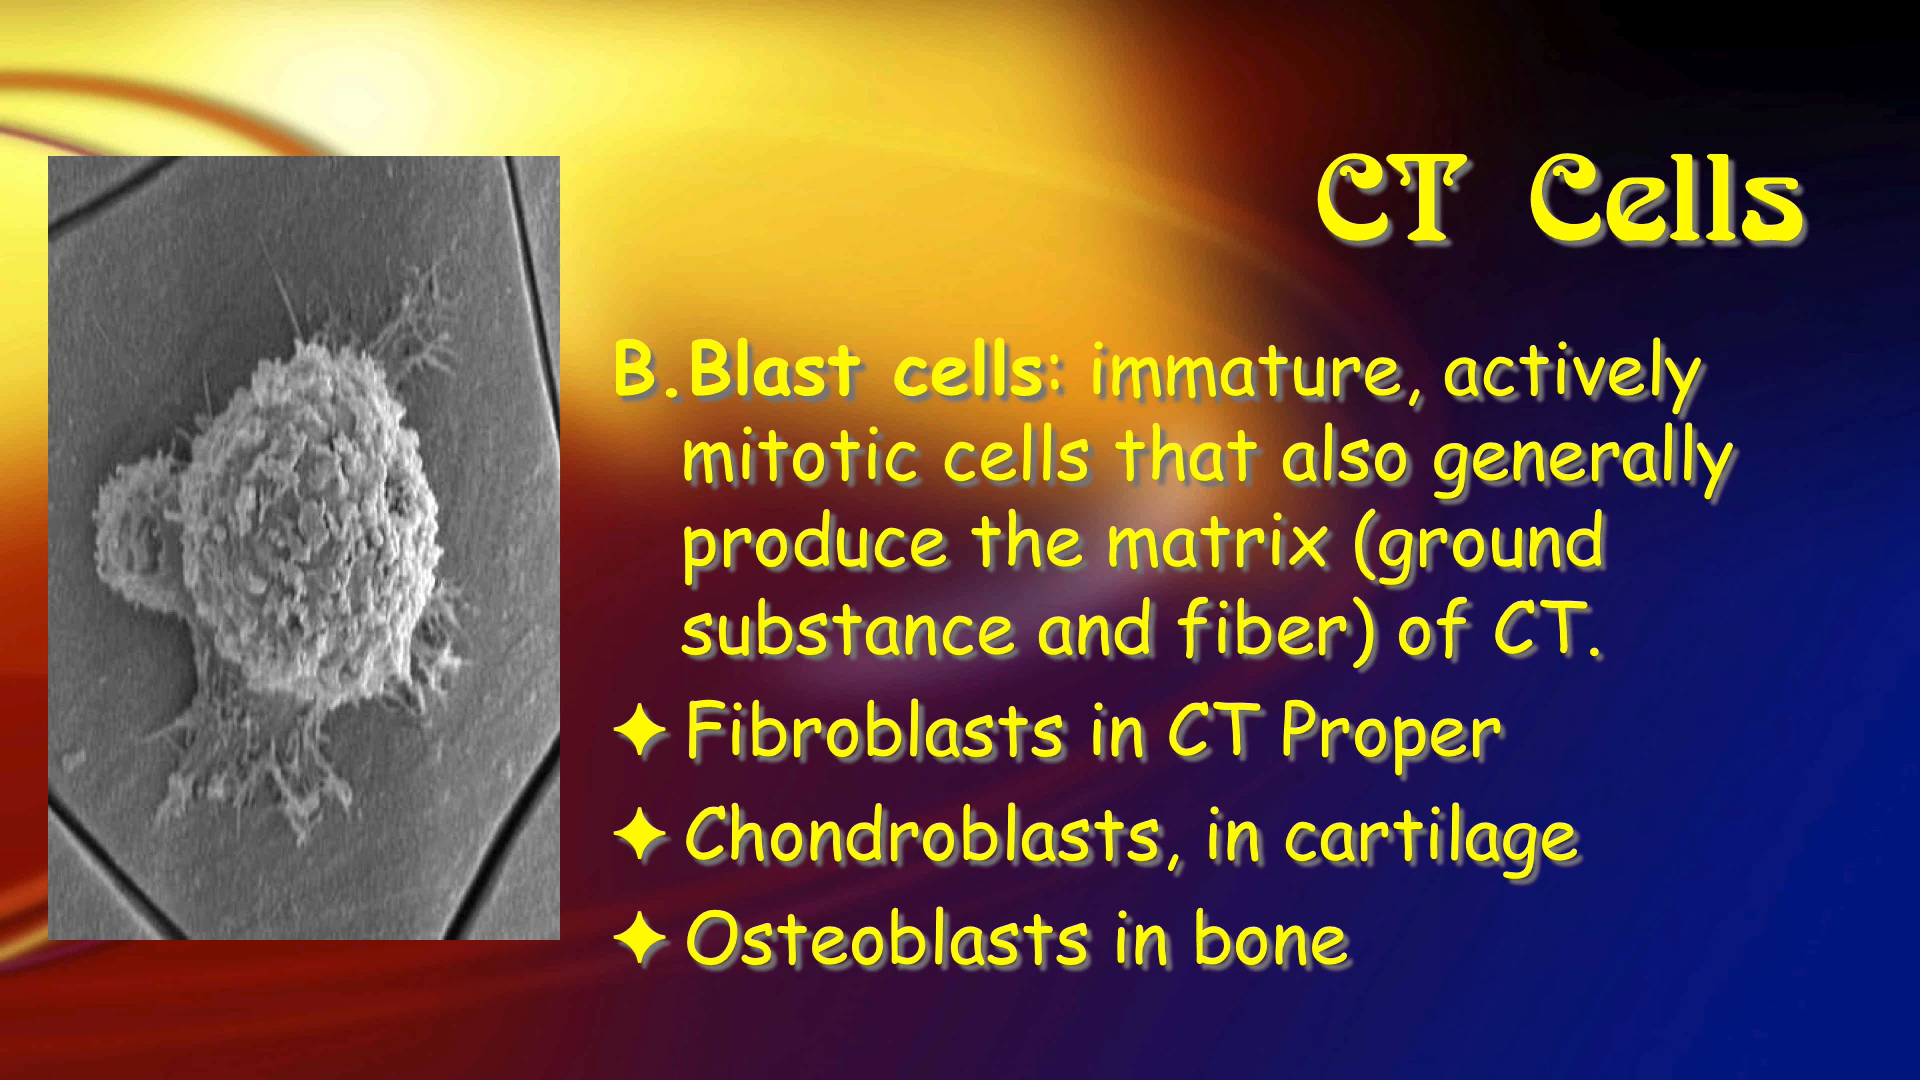 CT Cells
B.Blast cells: immature, actively
mitotic cells that also generally
produce the matrix (ground
substance and fiber) of CT.
✦ Fibroblasts in CT Proper
✦ Chondroblasts, in cartilage
✦ Osteoblasts in bone